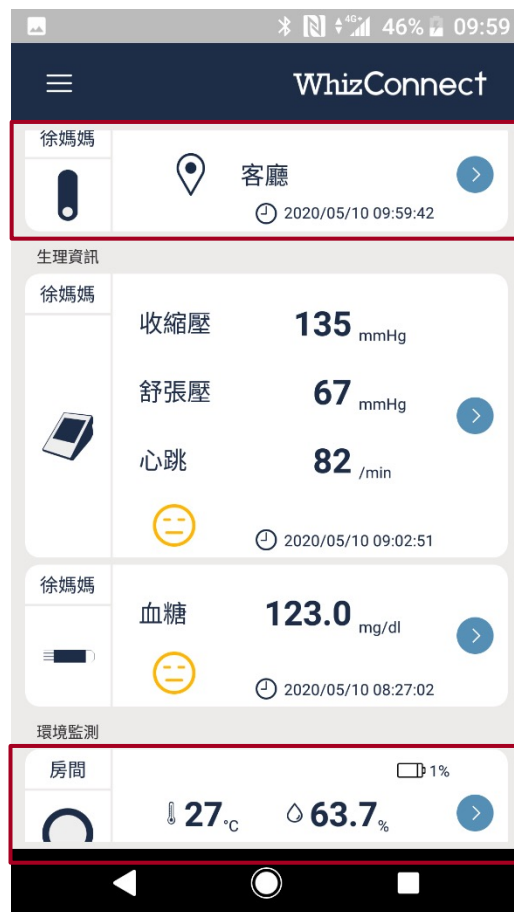 4G 46% 09:59
WhizConnect
徐媽媽
客廳
2020/05/10 09:59:42
生理資訊
徐媽媽
收縮壓 135 mmHg
舒張壓 67 mmHg
心跳 82 /min
2020/05/10 09:02:51
徐媽媽
血糖 123.0 mg/dl
2020/05/10 08:27:02
環境監測
房間 1%
27 °C 63.7 %